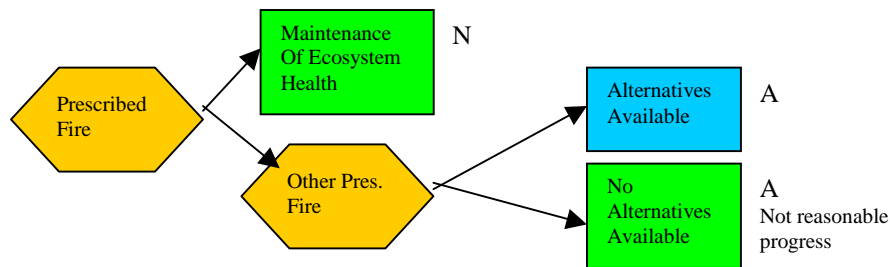 Prescribed
Fire
Maintenance
Of Ecosystem
Health
N
Other Pres.
Fire
Alternatives
Available
A
No
Alternatives
Available
A
Not reasonable
progress